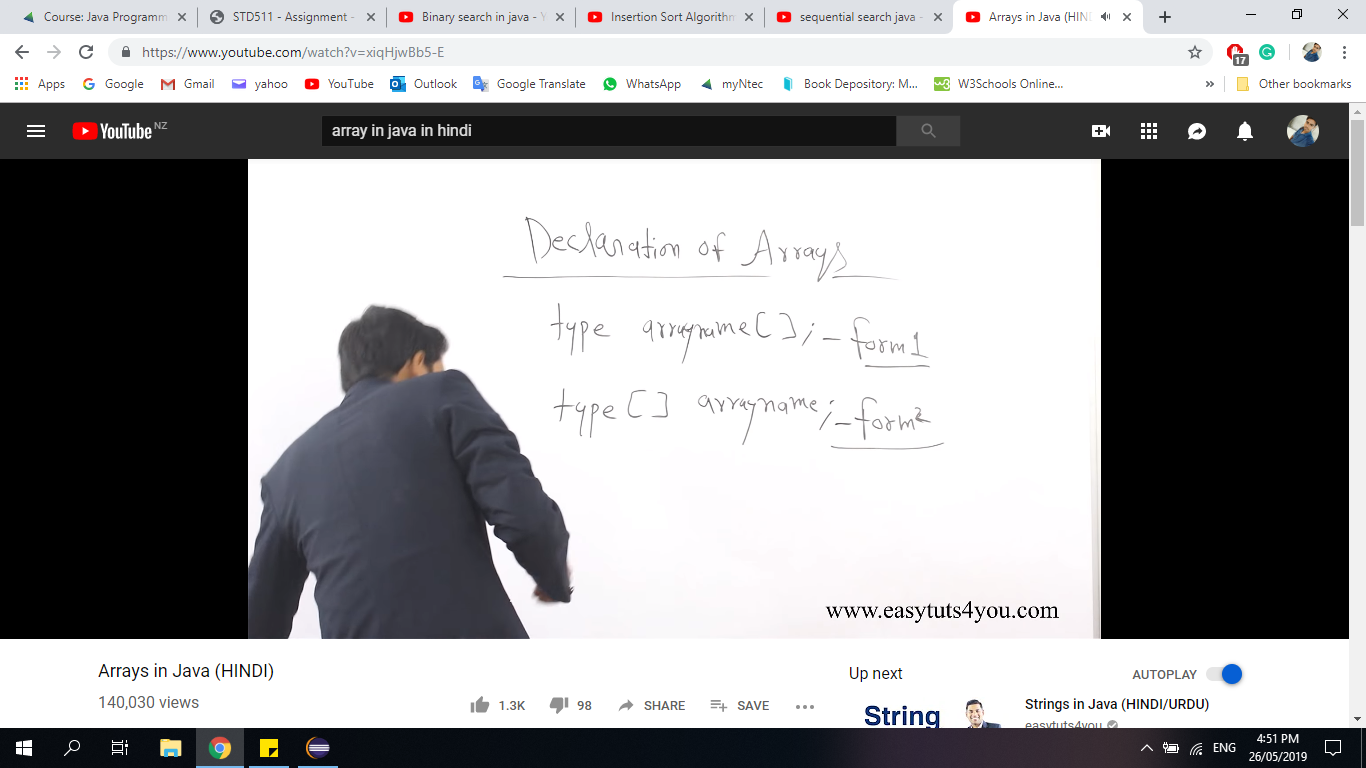 Course: Java Programm
STD511 - Assignment -
Binary search in java - Y
Insertion Sort Algorithm
sequential search java -
Arrays in Java (HIN
https://www.youtube.com/watch?v=xiqHjwBb5-E
17
Apps
Google
Gmail
yahoo
YouTube
Outlook
Google Translate
WhatsApp
myNtec
Book Depository: M...
W3Schools Online...
»
Other bookmarks
YouTube NZ
array in java in hindi
Declaration of Arrays
type arrayname[]; - form1
type[] arrayname; - form2
www.easytuts4you.com
Arrays in Java (HINDI)
140,030 views
1.3K
98
SHARE
SAVE
Up next
AUTOPLAY
String
Strings in Java (HINDI/URDU)
easytuts4you
ENG
4:51 PM
26/05/2019